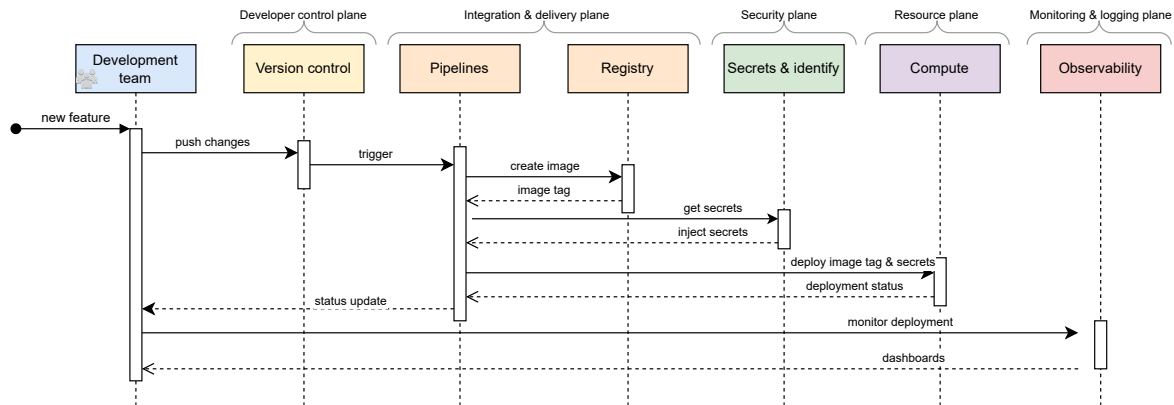 Developer control plane
Integration & delivery plane
Security plane
Resource plane
Monitoring & logging plane
Development
team
Version control
Pipelines
Registry
Secrets & identify
Compute
Observability
new feature
push changes
trigger
create image
image tag
get secrets
inject secrets
deploy image tag & secrets
deployment status
status update
monitor deployment
dashboards